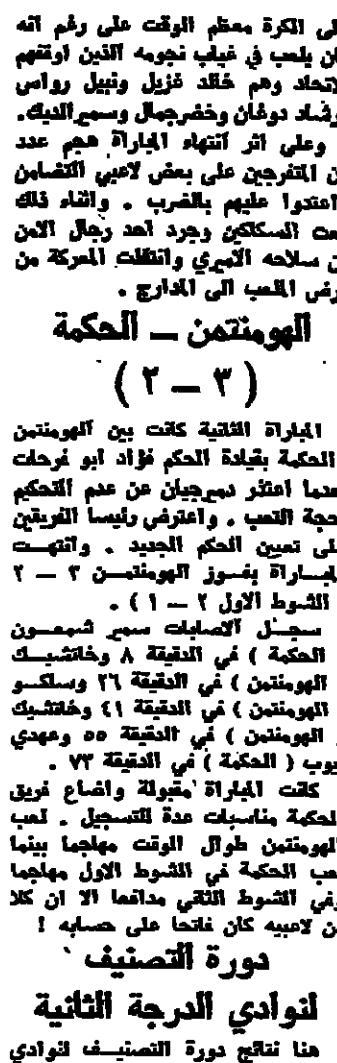 على الكرة معظم الوقت على رغم انه
كان يلعب في غياب نجومه الذين اوقفهم
الاتحاد وهم خالد غزيل ونبيل رواس
وفؤاد دوغان وخضرجمال وسمير الديك.
وعلى اثر انتهاء المباراة هجم عدد
من المتفرجين على بعض لاعبي التضامن
واعتدوا عليهم بالضرب . واثناء ذلك
السكاكين وجرد احد رجال الامن
سلاحه الاميري وانتقلت المعركة من
ارض الملعب الى المدارج .
الهومنتمن — الحكمة
( ٣ — ٢ )
المباراة الثانية كانت بين الهومنتمن
والحكمة بقيادة الحكم فؤاد ابو فرحات
بعدما اعتذر دميرجيان عن عدم التحكيم
بحجة التعب . واعترض رئيسا الفريقين
على تعيين الحكم الجديد . وانتهت
المباراة بفوز الهومنتمن ٣ — ٢
( الشوط الاول ٢ — ١ ) .
سجل الاصابات سمير شمعون
( الحكمة ) في الدقيقة ٨ وخاتشيك
( الهومنتمن ) في الدقيقة ٢٦ وسلكو
( الهومنتمن ) في الدقيقة ٤١ وخاتشيك
( الهومنتمن ) في الدقيقة ٥٥ وعهدي
( الحكمة ) في الدقيقة ٧٣ .
كانت المباراة مقبولة واضاع فريق
الحكمة مناسبات عدة للتسجيل . لعب
الهومنتمن طوال الوقت مهاجما بينما
لعب الحكمة في الشوط الاول مهاجما
وفي الشوط الثاني مدافعا الا ان كلا
من لاعبيه كان فاتحا على حسابه !
دورة التصنيف
لنوادي الدرجة الثانية
هنا نتائج دورة التصنيف لنوادي